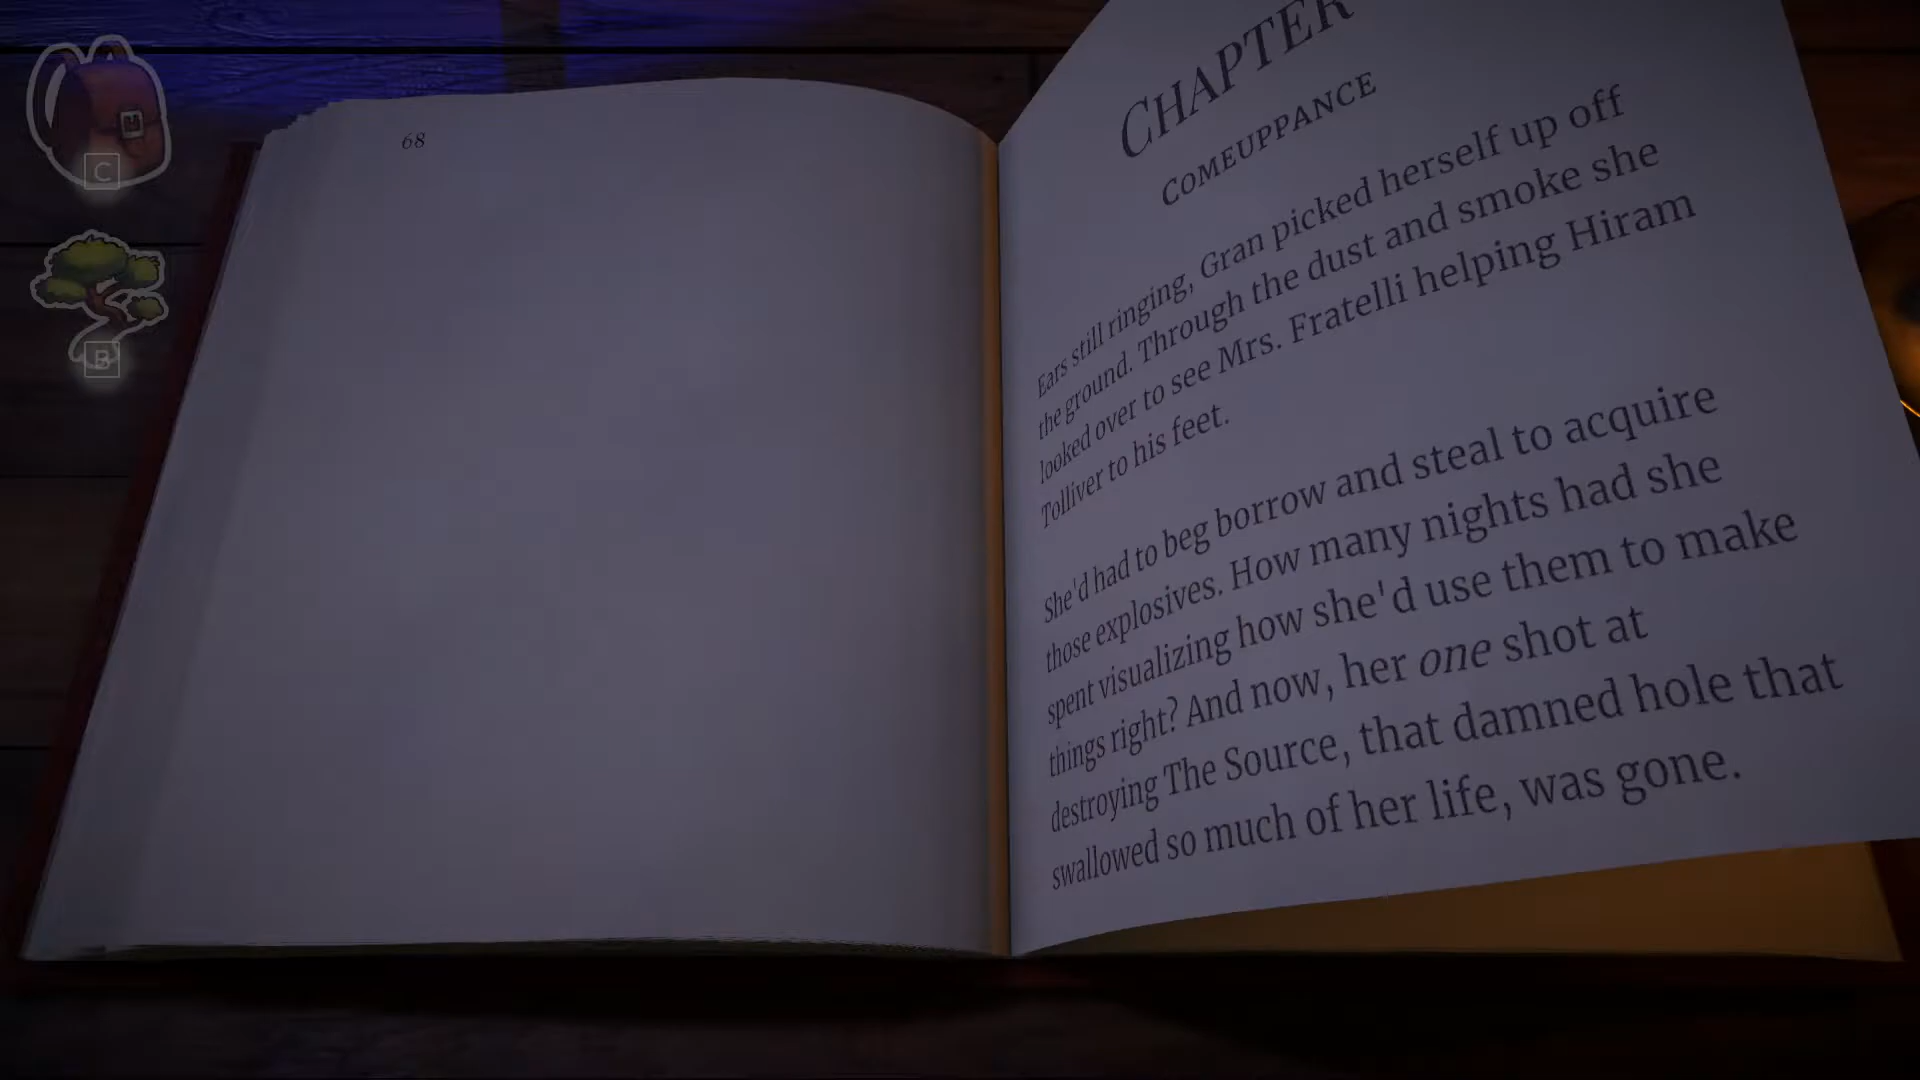 C
B
68
CHAPTER
COMEUPPANCE
Ears still ringing, Gran picked herself up off
the ground. Through the dust and smoke she
looked over to see Mrs. Fratelli helping Hiram
Tolliver to his feet.
She'd had to beg borrow and steal to acquire
those explosives. How many nights had she
spent visualizing how she'd use them to make
things right? And now, her one shot at
destroying The Source, that damned hole that
swallowed so much of her life, was gone.